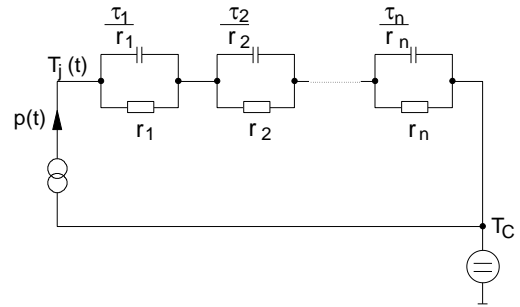 τ1 τ2 τn
r1 r2 rn
Tj(t)
r1 r2 rn
p(t)
TC